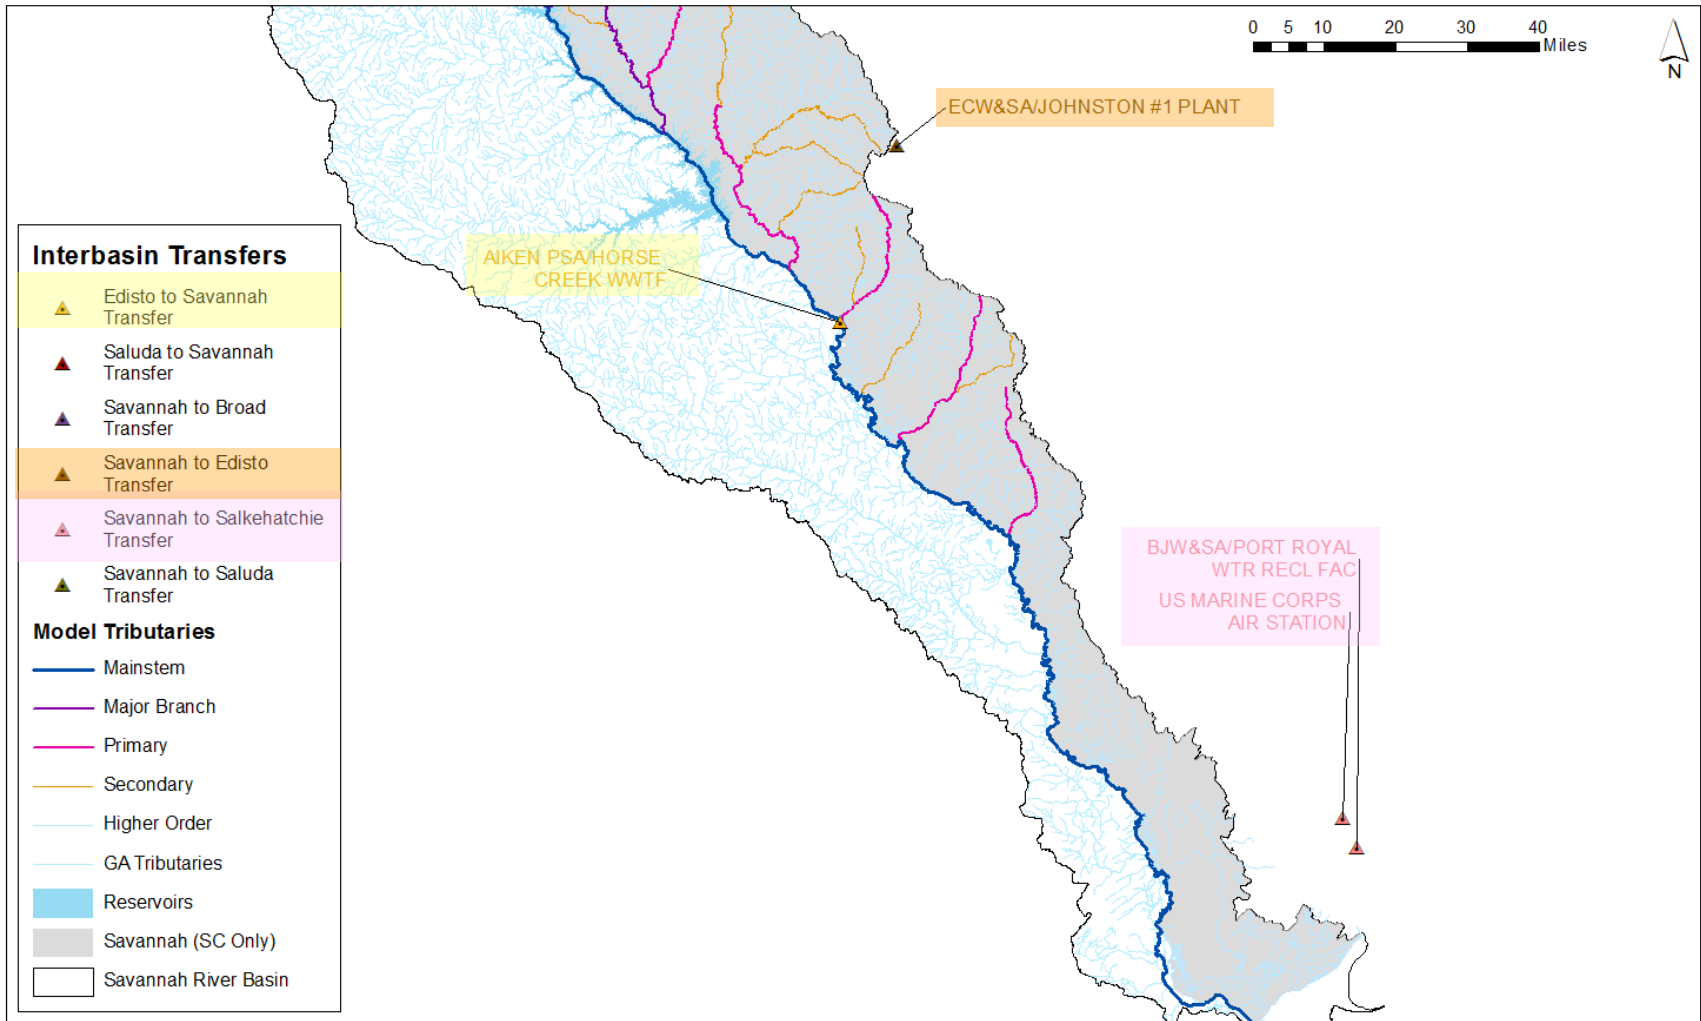 0 5 10 20 30 40
Miles
N
ECW&SA/JOHNSTON #1 PLANT
AIKEN PSA/HORSE
CREEK WWTF
BJW&SA/PORT ROYAL
WTR RECL FAC
US MARINE CORPS
AIR STATION
Interbasin Transfers
Edisto to Savannah
Transfer
Saluda to Savannah
Transfer
Savannah to Broad
Transfer
Savannah to Edisto
Transfer
Savannah to Salkehatchie
Transfer
Savannah to Saluda
Transfer
Model Tributaries
Mainstem
Major Branch
Primary
Secondary
Higher Order
GA Tributaries
Reservoirs
Savannah (SC Only)
Savannah River Basin